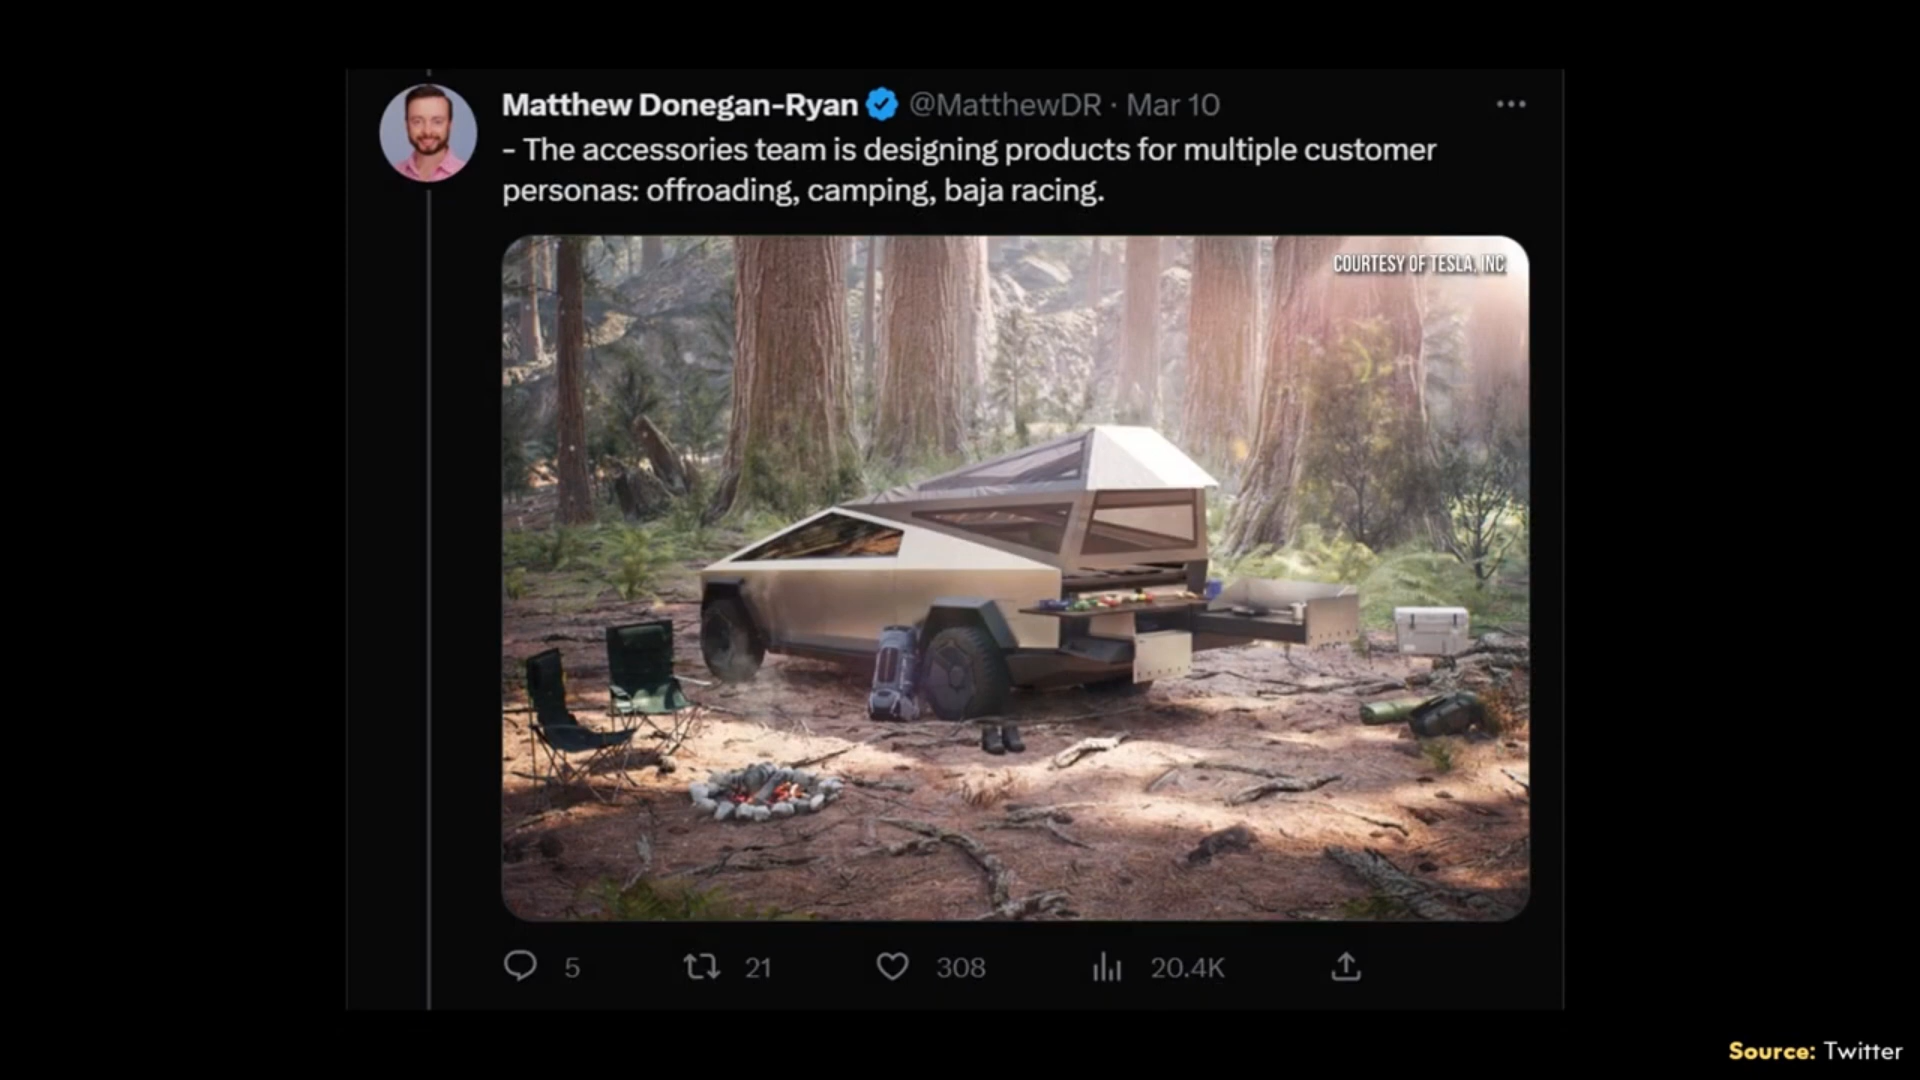 Matthew Donegan-Ryan @MatthewDR · Mar 10
- The accessories team is designing products for multiple customer
personas: offroading, camping, baja racing.
COURTESY OF TESLA, INC.
5 21 308 20.4K
Source: Twitter